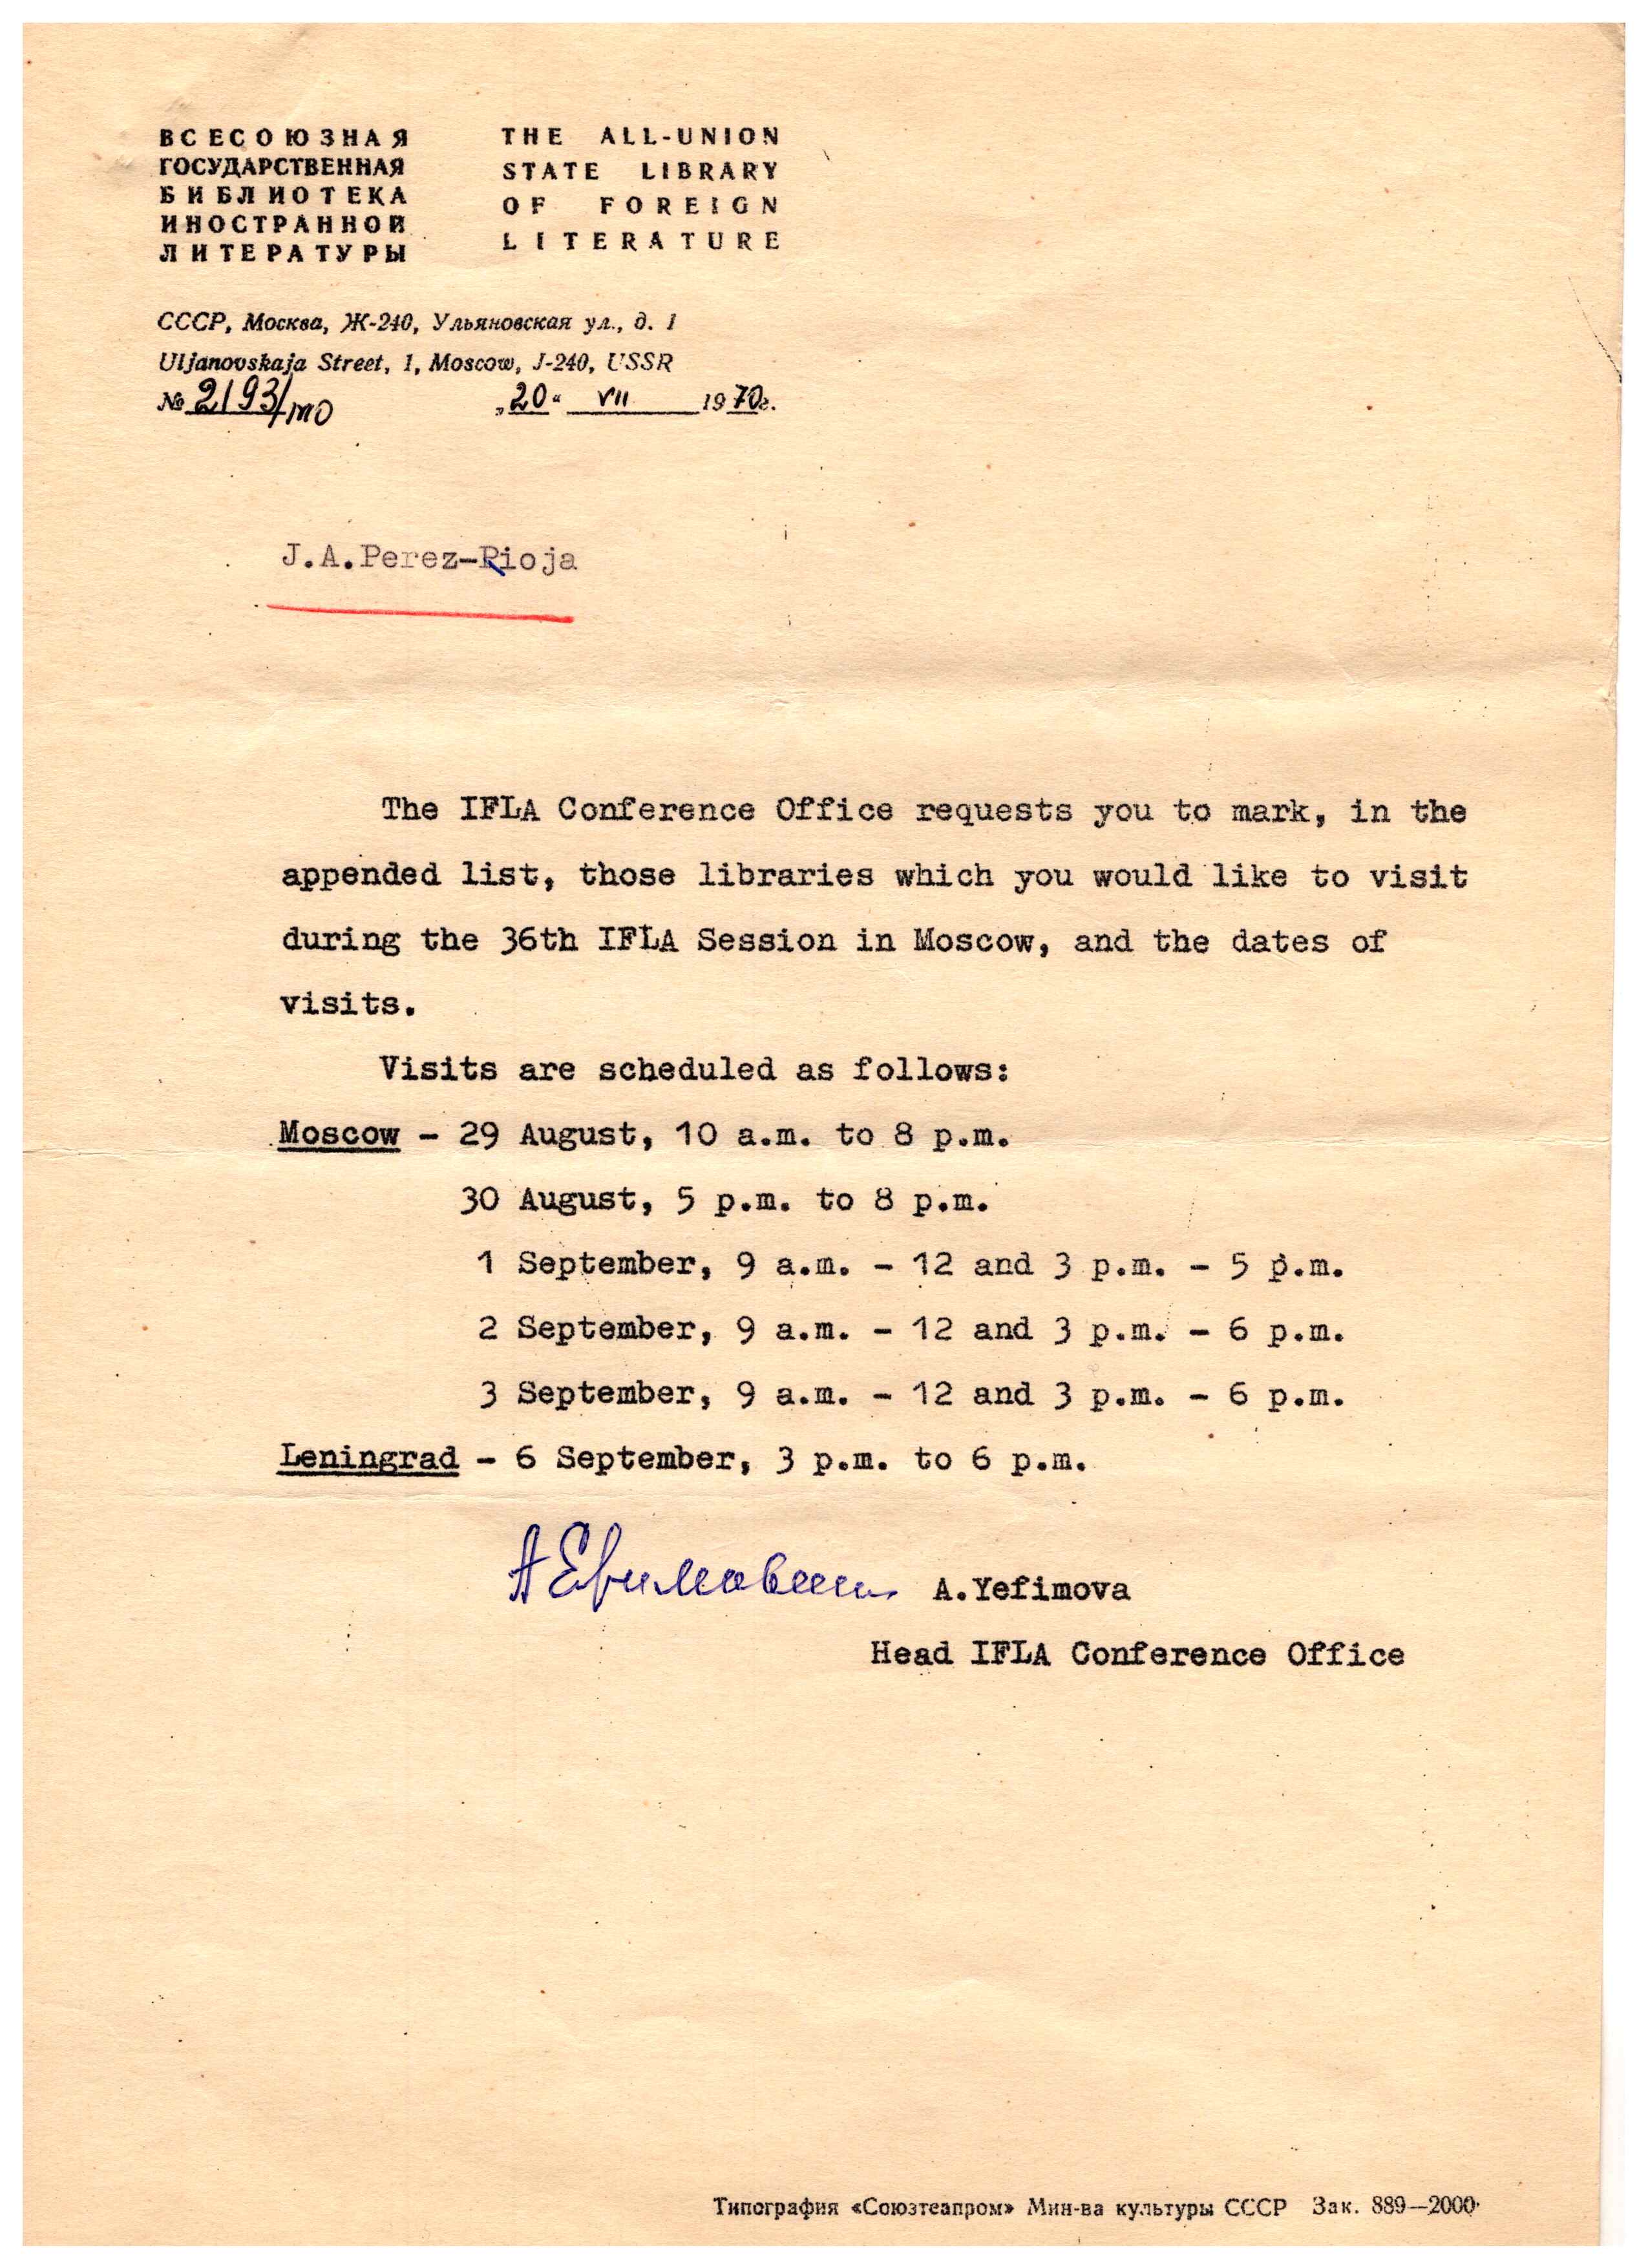 ВСЕСОЮЗНАЯ
ГОСУДАРСТВЕННАЯ
БИБЛИОТЕКА
ИНОСТРАННОЙ
ЛИТЕРАТУРЫ
THE ALL-UNION
STATE LIBRARY
OF FOREIGN
LITERATURE
СССР, Москва, Ж-240, Ульяновская ул., д. 1
Uljanovskaja Street, 1, Moscow, J-240, USSR
№ 2193/mo „20“ VII 1970г.
J.A.Perez-Rioja
The IFLA Conference Office requests you to mark, in the
appended list, those libraries which you would like to visit
during the 36th IFLA Session in Moscow, and the dates of
visits.
Visits are scheduled as follows:
Moscow - 29 August, 10 a.m. to 8 p.m.
30 August, 5 p.m. to 8 p.m.
1 September, 9 a.m. - 12 and 3 p.m. - 5 p.m.
2 September, 9 a.m. - 12 and 3 p.m. - 6 p.m.
3 September, 9 a.m. - 12 and 3 p.m. - 6 p.m.
Leningrad - 6 September, 3 p.m. to 6 p.m.
A.Yefimova
Head IFLA Conference Office
Типография «Союзтеапром» Мин-ва культуры СССР Зак. 889—2000